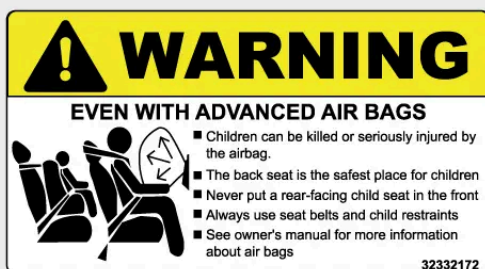 WARNING
EVEN WITH ADVANCED AIR BAGS
■ Children can be killed or seriously injured by
the airbag.
■ The back seat is the safest place for children
■ Never put a rear-facing child seat in the front
■ Always use seat belts and child restraints
■ See owner's manual for more information
about air bags
32332172